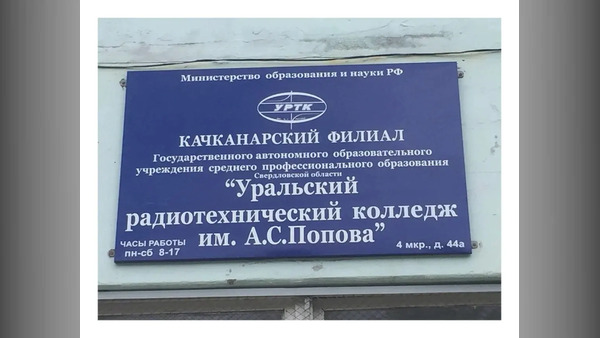 Министерство образования и науки РФ
УРТК
КАЧКАНАРСКИЙ ФИЛИАЛ
Государственного автономного образовательного
учреждения среднего профессионального образования
Свердловской области
“Уральский
радиотехнический колледж
им. А.С.Попова”
ЧАСЫ РАБОТЫ
пн-сб 8-17
4 мкр., д. 44а